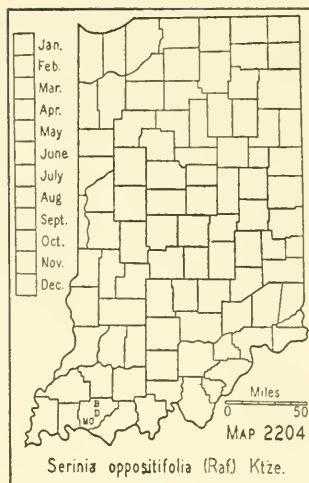 Jan.
Feb.
Mar.
Apr.
May
June
July
Aug
Sept.
Oct.
Nov.
Dec.
B
D
MO
Miles
0 50
MAP 2204
Serinia oppositifolia (Raf.) Ktze.